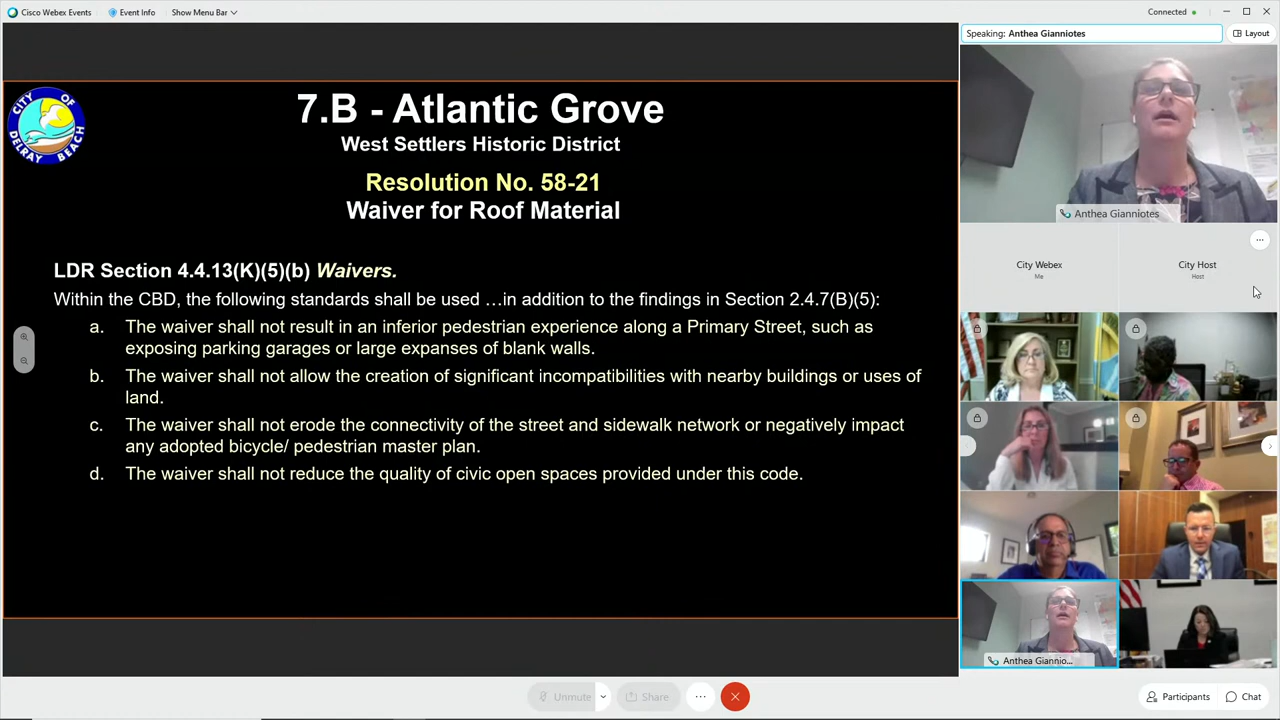 Cisco Webex Events
Event Info
Show Menu Bar
Connected
Speaking: Anthea Gianniotes
Layout
CITY OF
DELRAY BEACH
7.B - Atlantic Grove
West Settlers Historic District
Resolution No. 58-21
Waiver for Roof Material
LDR Section 4.4.13(K)(5)(b) Waivers.
Within the CBD, the following standards shall be used …in addition to the findings in Section 2.4.7(B)(5):
a. The waiver shall not result in an inferior pedestrian experience along a Primary Street, such as
exposing parking garages or large expanses of blank walls.
b. The waiver shall not allow the creation of significant incompatibilities with nearby buildings or uses of
land.
c. The waiver shall not erode the connectivity of the street and sidewalk network or negatively impact
any adopted bicycle/ pedestrian master plan.
d. The waiver shall not reduce the quality of civic open spaces provided under this code.
Anthea Gianniotes
City Webex
Me
City Host
Host
Anthea Giannio...
Unmute
Share
Participants
Chat